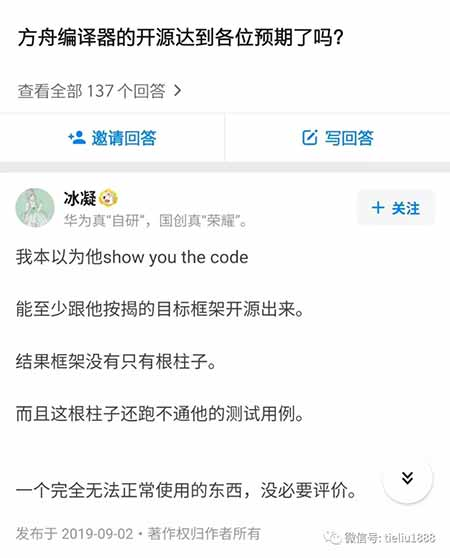 方舟编译器的开源达到各位预期了吗？
查看全部 137 个回答
邀请回答
写回答
冰凝
华为真“自研”，国创真“荣耀”。
+ 关注
我本以为他show you the code
能至少跟他按揭的目标框架开源出来。
结果框架没有只有根柱子。
而且这根柱子还跑不通他的测试用例。
一个完全无法正常使用的东西，没必要评价。
发布于 2019-09-02・著作权归作者所有
微信号: tieliu1888